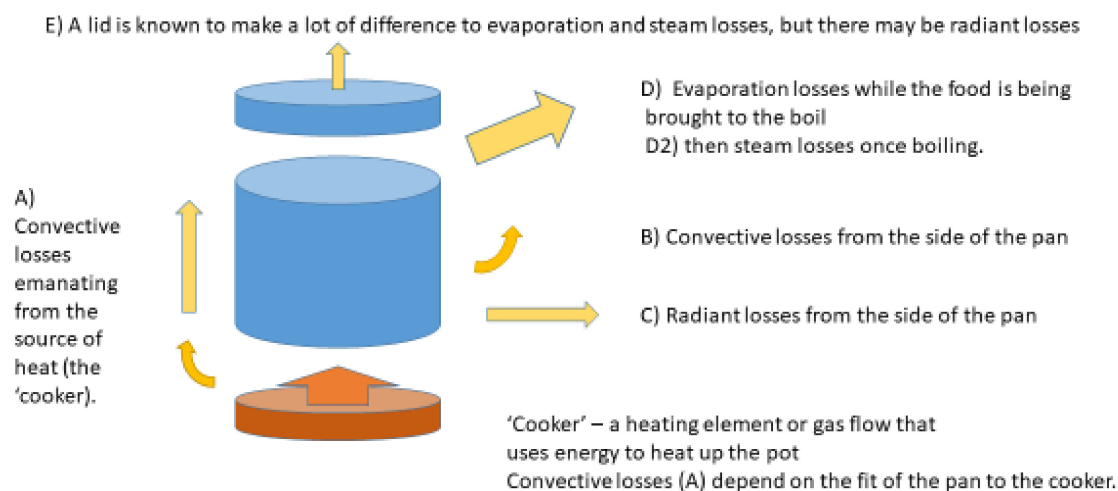 E) A lid is known to make a lot of difference to evaporation and steam losses, but there may be radiant losses
D)  Evaporation losses while the food is being
brought to the boil
D2) then steam losses once boiling.
A)
Convective
losses
emanating
from the
source of
heat (the
‘cooker).
B) Convective losses from the side of the pan
C) Radiant losses from the side of the pan
‘Cooker’ – a heating element or gas flow that
uses energy to heat up the pot
Convective losses (A) depend on the fit of the pan to the cooker.